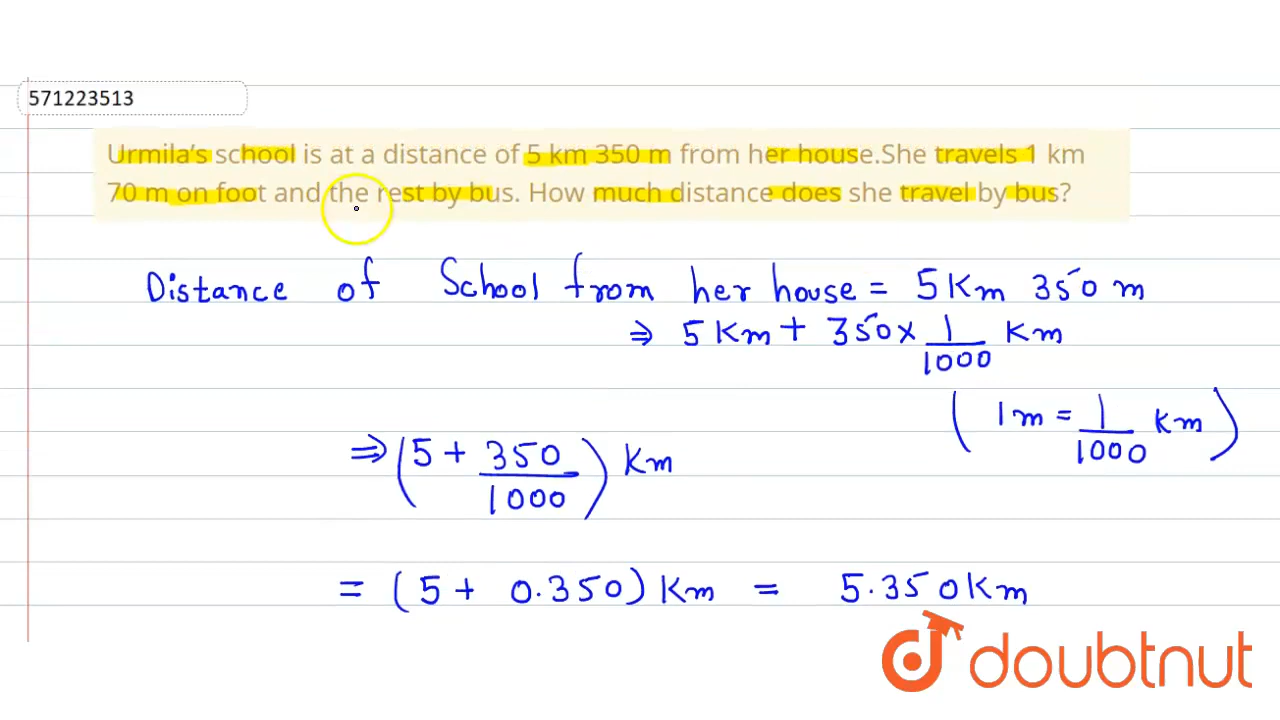 571223513
Urmila’s school is at a distance of 5 km 350 m from her house.She travels 1 km
70 m on foot and the rest by bus. How much distance does she travel by bus?
Distance of School from her house = 5 Km 350 m
⇒ 5 Km + 350 × 1/1000 Km
( 1 m = 1/1000 Km )
⇒ ( 5 + 350/1000 ) Km
= ( 5 + 0.350) Km = 5.350 Km
doubtnut